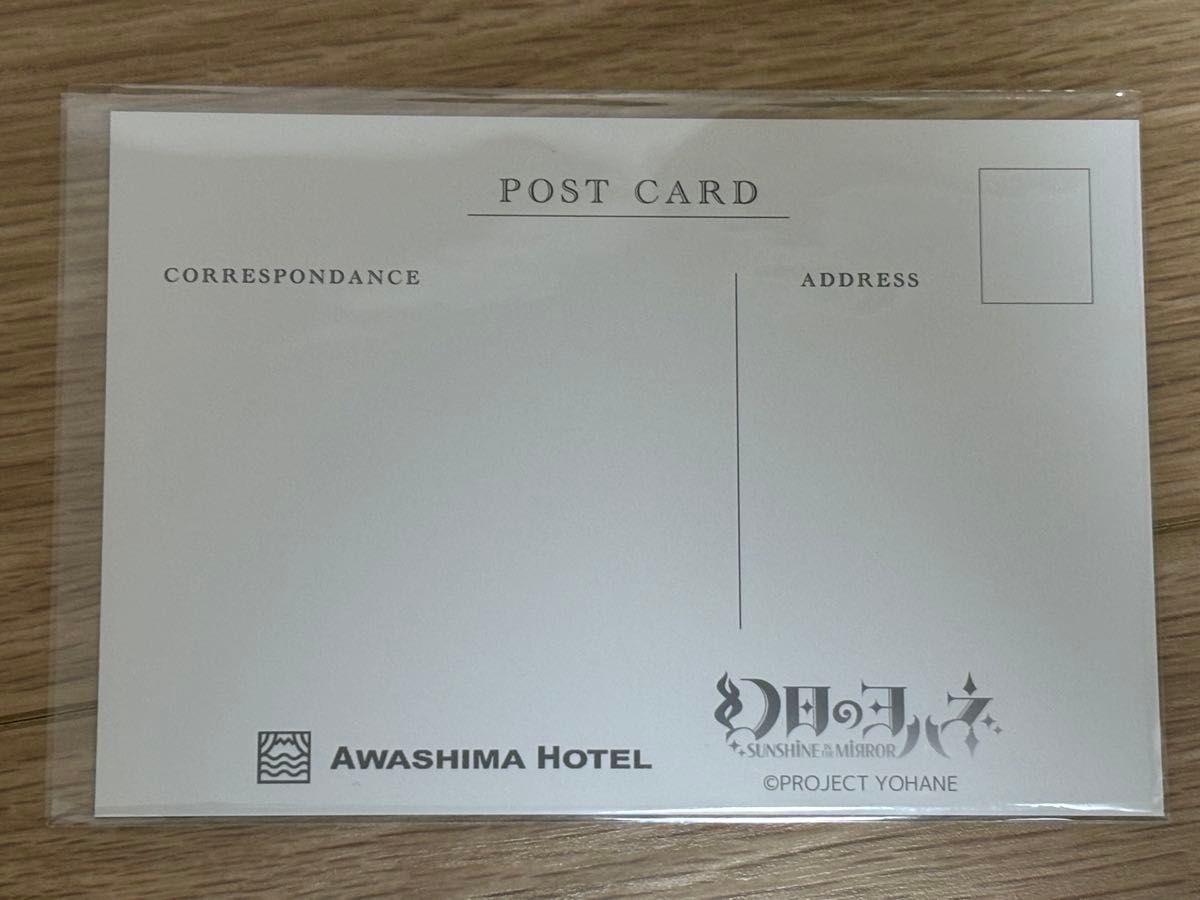 POST CARD
CORRESPONDANCE
ADDRESS
幻日のヨハネ
SUNSHINE IN THE MIRROR
AWASHIMA HOTEL
©PROJECT YOHANE